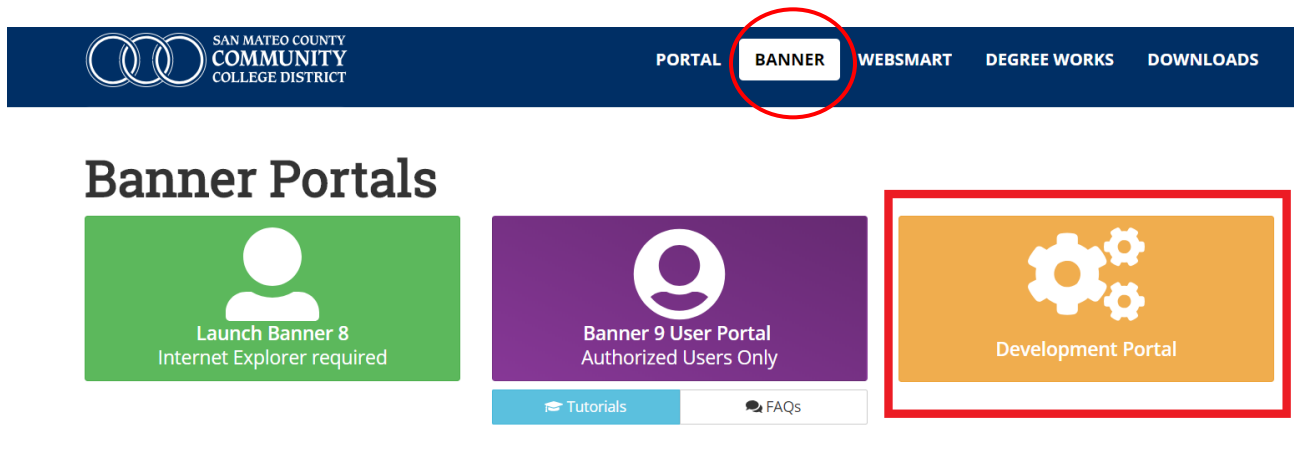 SAN MATEO COUNTY
COMMUNITY
COLLEGE DISTRICT
PORTAL BANNER WEBSMART DEGREE WORKS DOWNLOADS
Banner Portals
Launch Banner 8
Internet Explorer required
Banner 9 User Portal
Authorized Users Only
Development Portal
Tutorials
FAQs